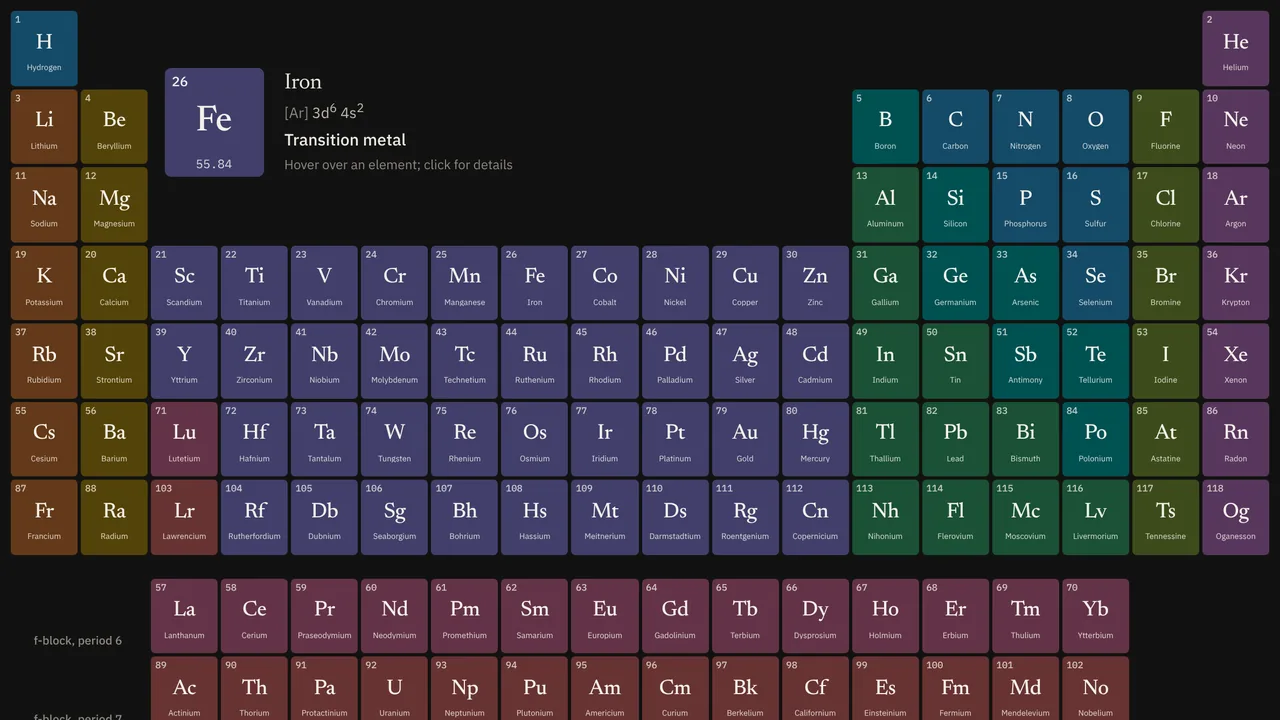 1
H
Hydrogen
2
He
Helium
26
Fe
55.84
Iron
[Ar] 3d⁶ 4s²
Transition metal
Hover over an element; click for details
3 4 5 6 7 8 9 10
Li Be B C N O F Ne
Lithium Beryllium Boron Carbon Nitrogen Oxygen Fluorine Neon
11 12 13 14 15 16 17 18
Na Mg Al Si P S Cl Ar
Sodium Magnesium Aluminum Silicon Phosphorus Sulfur Chlorine Argon
19 20 21 22 23 24 25 26 27 28 29 30 31 32 33 34 35 36
K Ca Sc Ti V Cr Mn Fe Co Ni Cu Zn Ga Ge As Se Br Kr
Potassium Calcium Scandium Titanium Vanadium Chromium Manganese Iron Cobalt Nickel Copper Zinc Gallium Germanium Arsenic Selenium Bromine Krypton
37 38 39 40 41 42 43 44 45 46 47 48 49 50 51 52 53 54
Rb Sr Y Zr Nb Mo Tc Ru Rh Pd Ag Cd In Sn Sb Te I Xe
Rubidium Strontium Yttrium Zirconium Niobium Molybdenum Technetium Ruthenium Rhodium Palladium Silver Cadmium Indium Tin Antimony Tellurium Iodine Xenon
55 56 71 72 73 74 75 76 77 78 79 80 81 82 83 84 85 86
Cs Ba Lu Hf Ta W Re Os Ir Pt Au Hg Tl Pb Bi Po At Rn
Cesium Barium Lutetium Hafnium Tantalum Tungsten Rhenium Osmium Iridium Platinum Gold Mercury Thallium Lead Bismuth Polonium Astatine Radon
87 88 103 104 105 106 107 108 109 110 111 112 113 114 115 116 117 118
Fr Ra Lr Rf Db Sg Bh Hs Mt Ds Rg Cn Nh Fl Mc Lv Ts Og
Francium Radium Lawrencium Rutherfordium Dubnium Seaborgium Bohrium Hassium Meitnerium Darmstadtium Roentgenium Copernicium Nihonium Flerovium Moscovium Livermorium Tennessine Oganesson
57 58 59 60 61 62 63 64 65 66 67 68 69 70
La Ce Pr Nd Pm Sm Eu Gd Tb Dy Ho Er Tm Yb
Lanthanum Cerium Praseodymium Neodymium Promethium Samarium Europium Gadolinium Terbium Dysprosium Holmium Erbium Thulium Ytterbium
f-block, period 6
89 90 91 92 93 94 95 96 97 98 99 100 101 102
Ac Th Pa U Np Pu Am Cm Bk Cf Es Fm Md No
Actinium Thorium Protactinium Uranium Neptunium Plutonium Americium Curium Berkelium Californium Einsteinium Fermium Mendelevium Nobelium
f-block, period 7